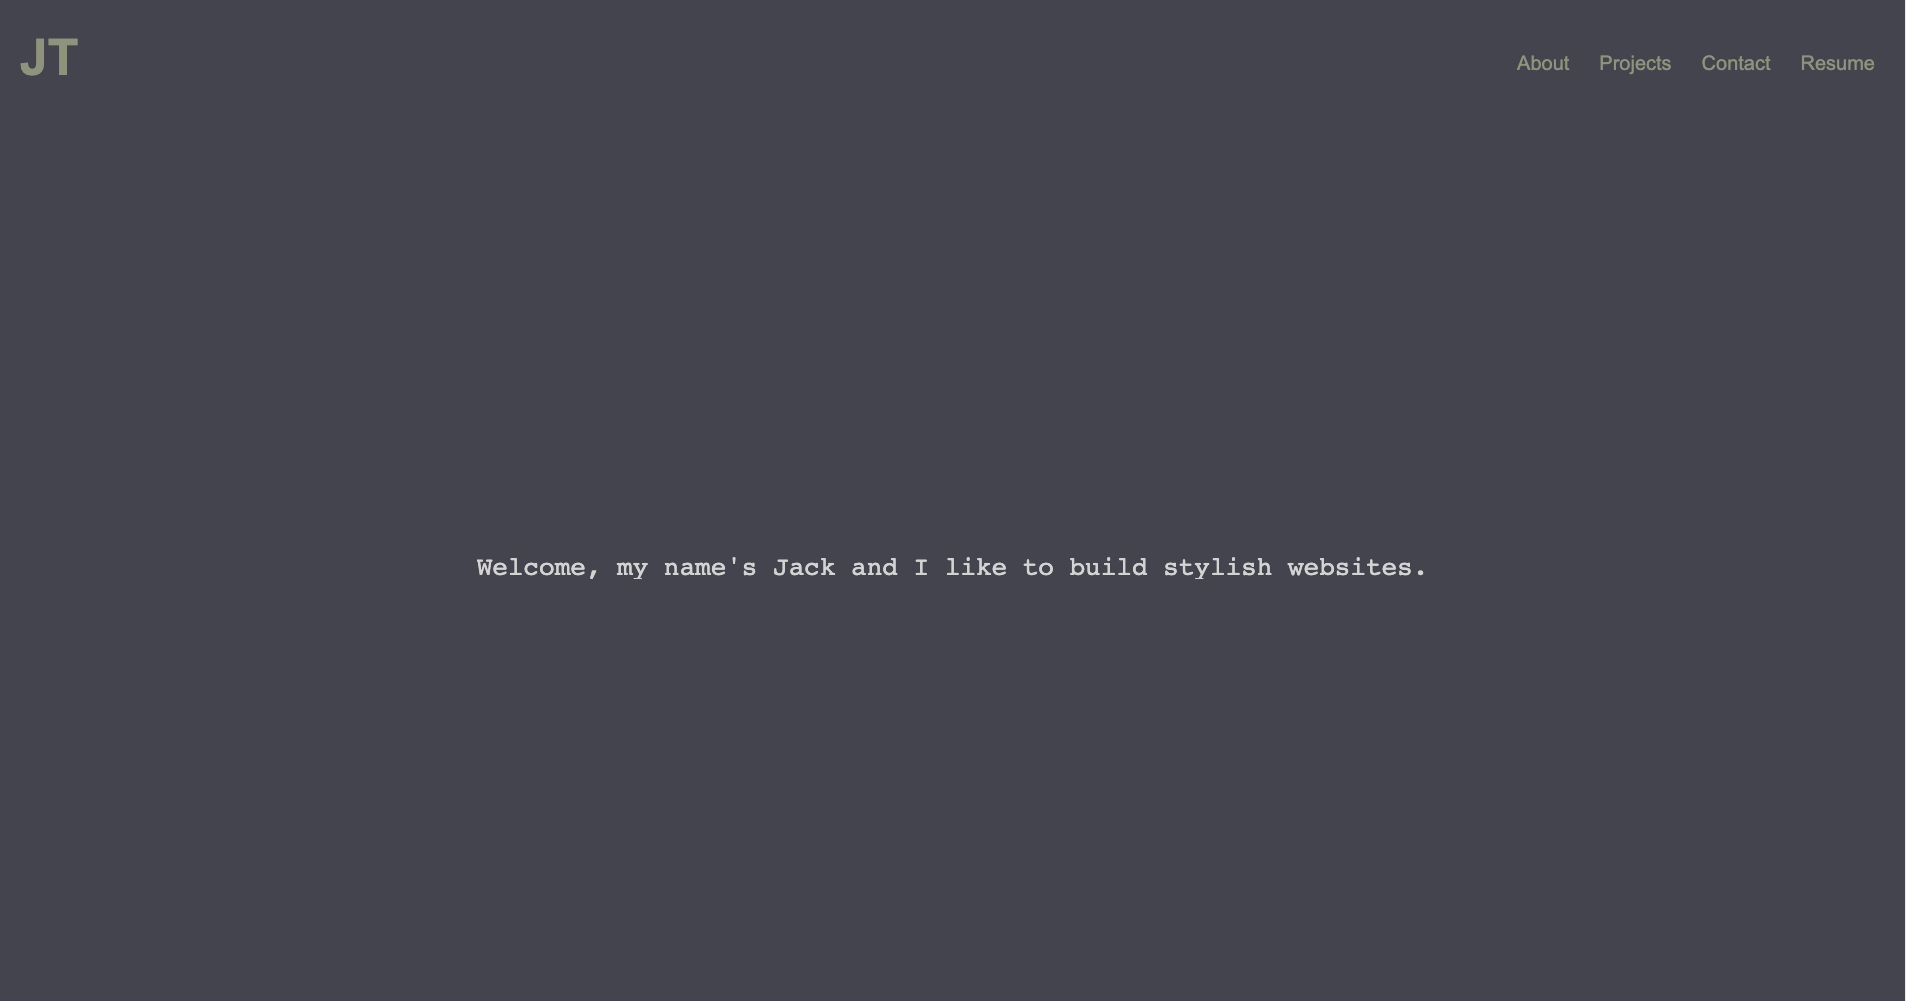 JT
About Projects Contact Resume
Welcome, my name's Jack and I like to build stylish websites.